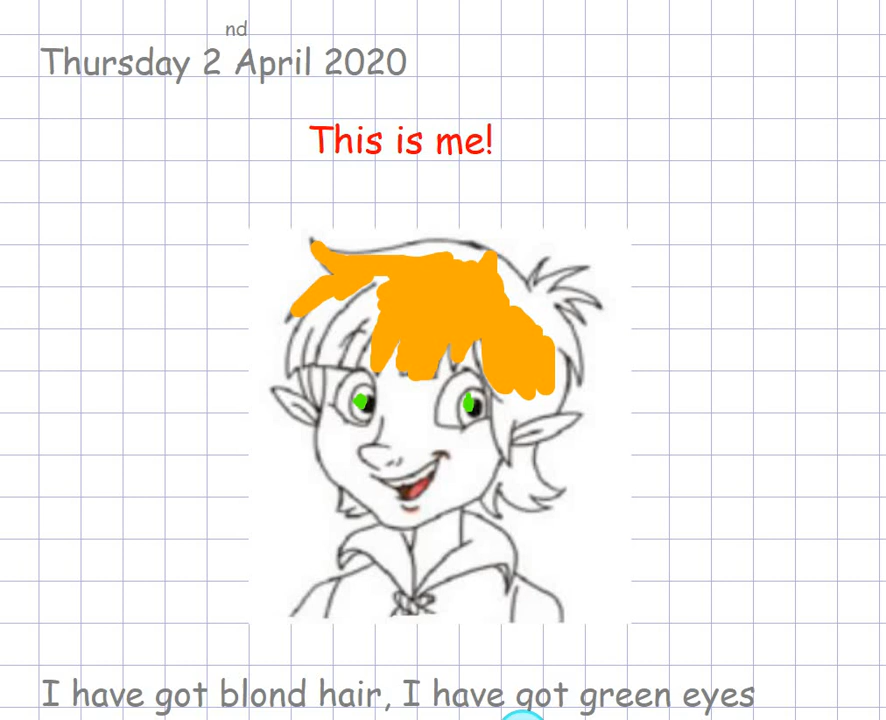 Thursday 2nd April 2020
This is me!
I have got blond hair, I have got green eyes